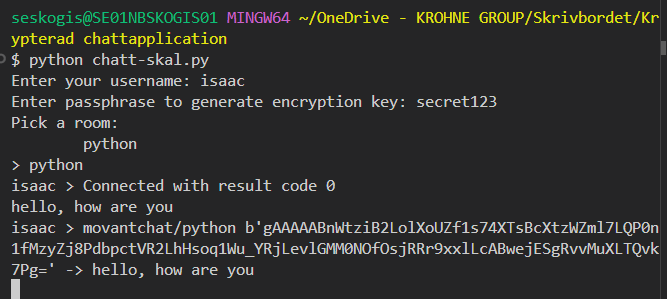 seskogis@SE01NBSKOGIS01 MINGW64 ~/OneDrive - KROHNE GROUP/Skrivbordet/Kr
ypterad chattapplication
$ python chatt-skal.py
Enter your username: isaac
Enter passphrase to generate encryption key: secret123
Pick a room:
        python
> python
isaac > Connected with result code 0
hello, how are you
isaac > movantchat/python b'gAAAAABnWtziB2LolXoUZf1s74XTsBcXtzWZml7LQP0n
1fMzyZj8PdbpctVR2LhHsoq1Wu_YRjLevlGMM0NOfOsjRRr9xxlLcABwejESgRvvMuXLTQvk
7Pg=' -> hello, how are you